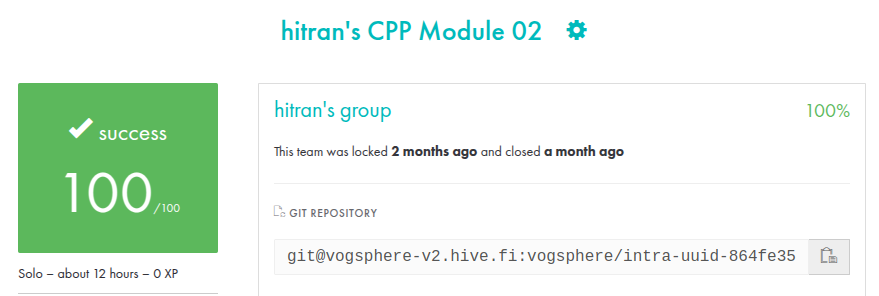 hitran's CPP Module 02
success
100/100
Solo – about 12 hours – 0 XP
hitran's group
100%
This team was locked 2 months ago and closed a month ago
GIT REPOSITORY
git@vogsphere-v2.hive.fi:vogsphere/intra-uuid-864fe35